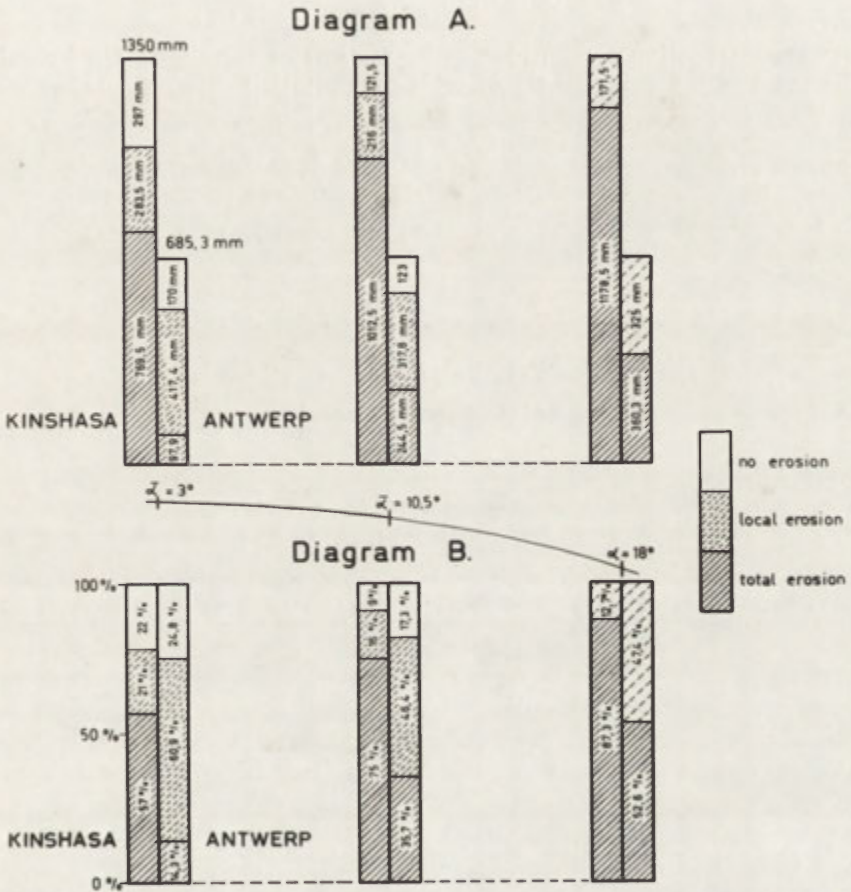 Diagram A.
1350 mm
297 mm
283,5 mm
769,5 mm
685,3 mm
170 mm
417,4 mm
97,9
121,5
216 mm
1012,5 mm
123
317,8 mm
244,5 mm
171,5
1178,5 mm
325 mm
360,3 mm
KINSHASA ANTWERP
no erosion
local erosion
total erosion
= 3°
= 10,5°
= 18°
Diagram B.
100 %
50 %
0 %
22 %
21 %
57 %
24,8 %
60,9 %
14,3 %
9 %
16 %
75 %
17,3 %
46,4 %
35,7 %
12,7 %
87,3 %
47,4 %
52,6 %
KINSHASA ANTWERP